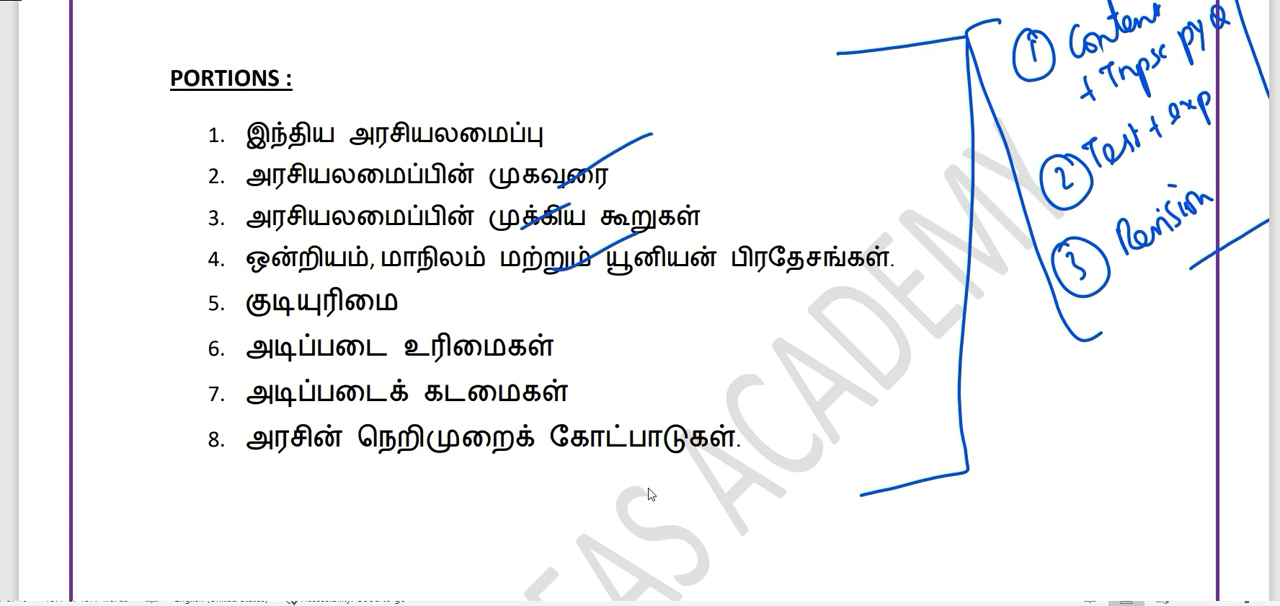 PORTIONS :
1. இந்திய அரசியலமைப்பு
2. அரசியலமைப்பின் முகவுரை
3. அரசியலமைப்பின் முக்கிய கூறுகள்
4. ஒன்றியம், மாநிலம் மற்றும் யூனியன் பிரதேசங்கள்.
5. குடியுரிமை
6. அடிப்படை உரிமைகள்
7. அடிப்படைக் கடமைகள்
8. அரசின் நெறிமுறைக் கோட்பாடுகள்.
1 Content
+ Tnpsc pyQ
2 Test + exp
3 Revision
EAS ACADEMY